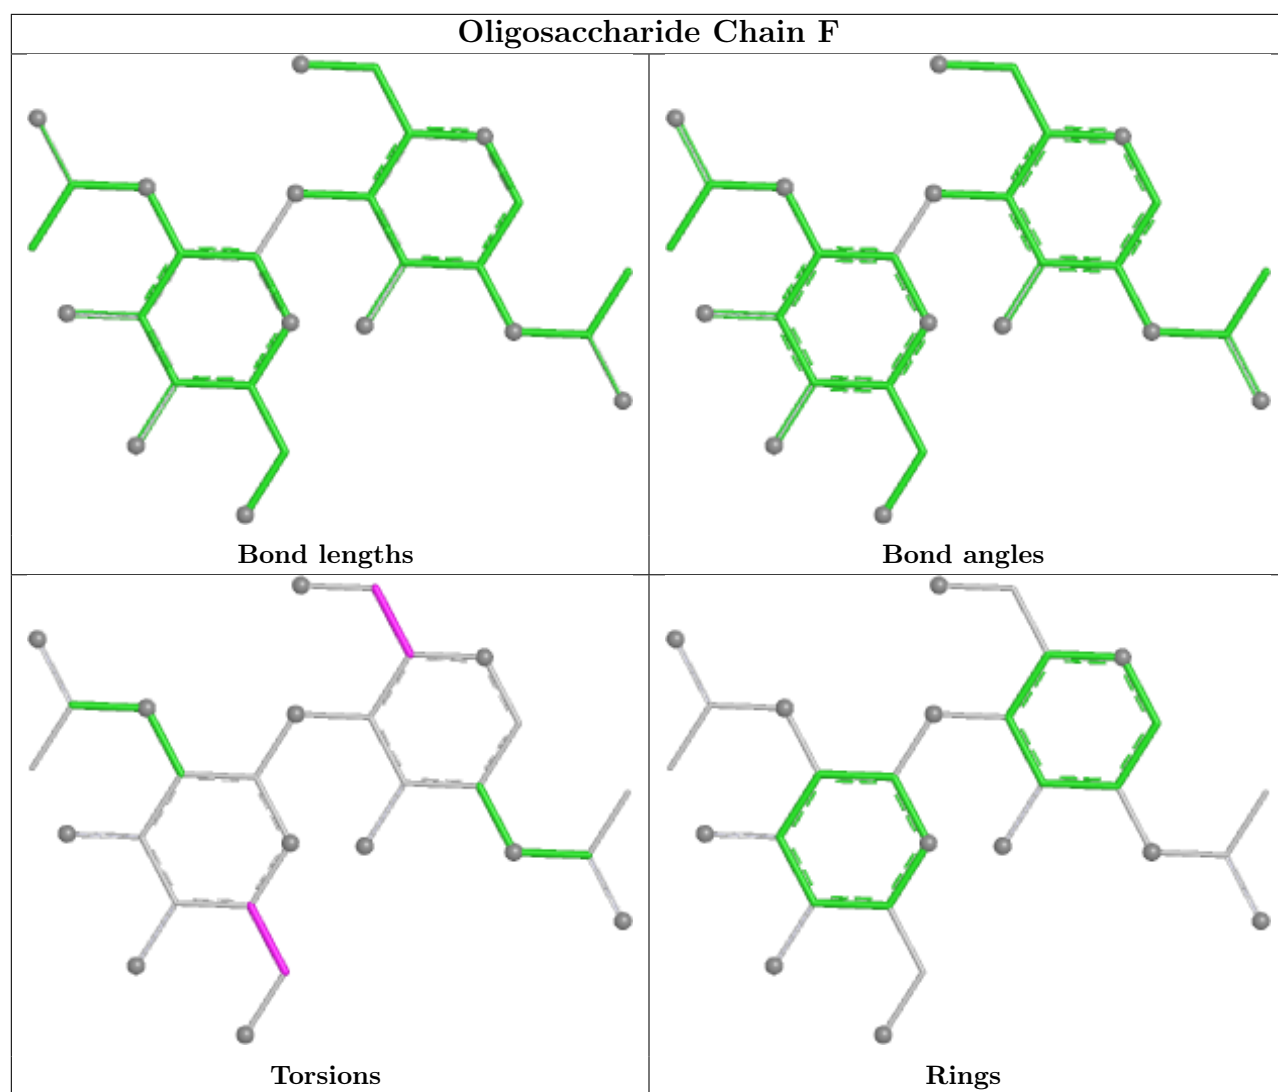 Oligosaccharide Chain F
Bond lengths
Bond angles
Torsions
Rings